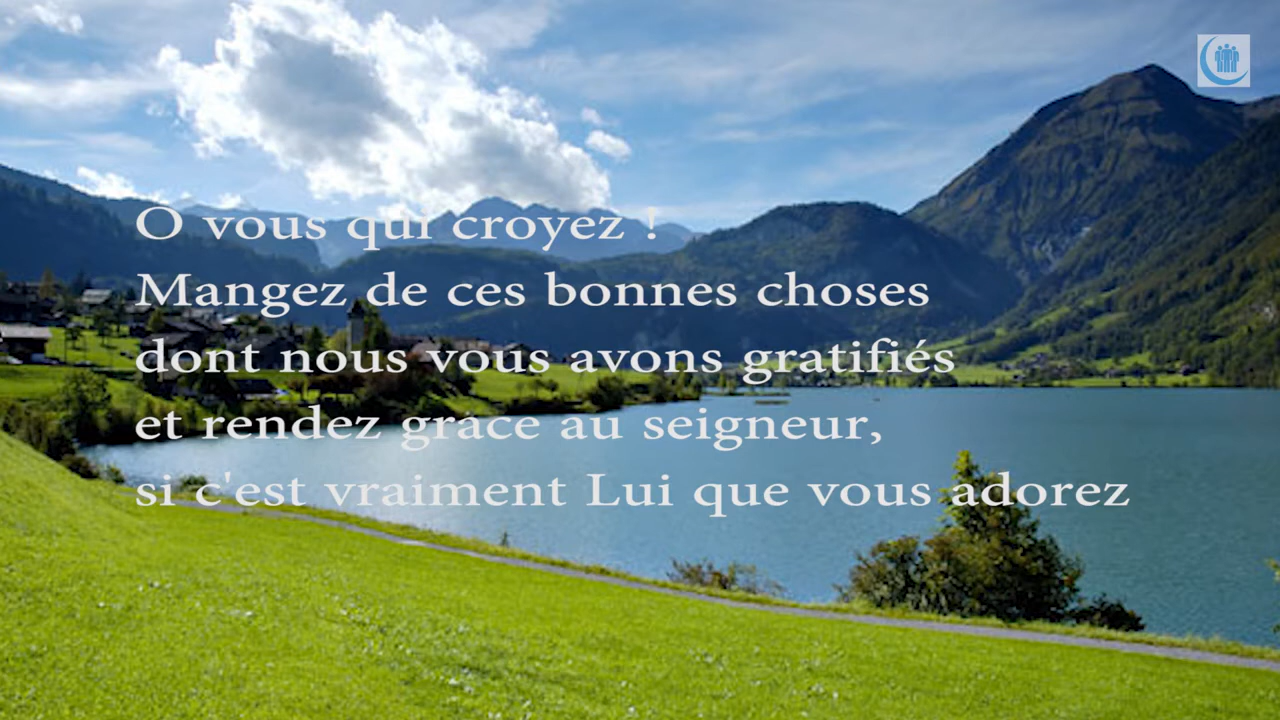 O vous qui croyez !
Mangez de ces bonnes choses
dont nous vous avons gratifiés
et rendez grâce au seigneur,
si c'est vraiment Lui que vous adorez